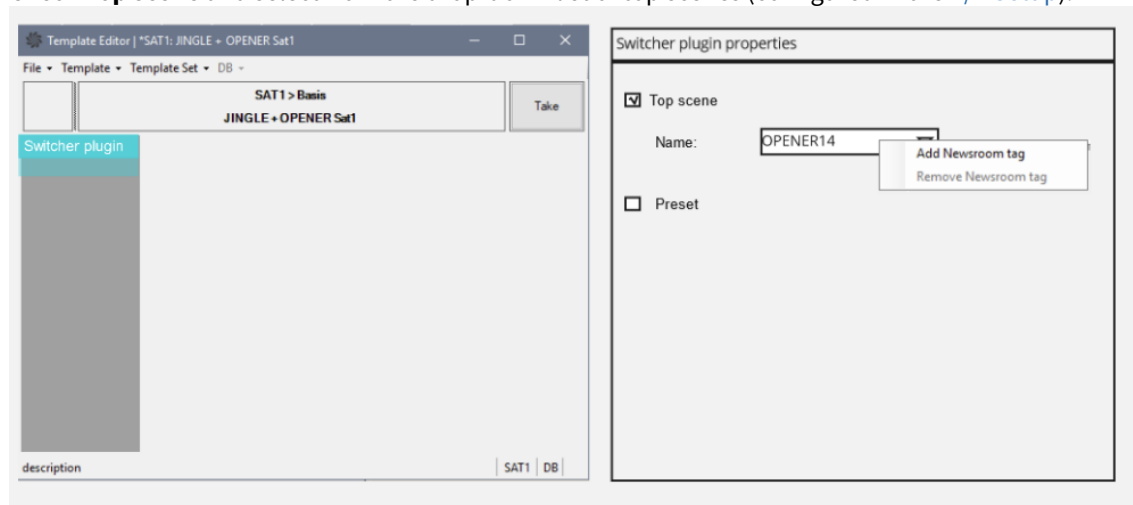 Template Editor | *SAT1: JINGLE + OPENER Sat1
File Template Template Set DB
SAT1 > Basis
JINGLE + OPENER Sat1
Take
Switcher plugin
description
SAT1 DB
Switcher plugin properties
Top scene
Name: OPENER14
Add Newsroom tag
Remove Newsroom tag
Preset